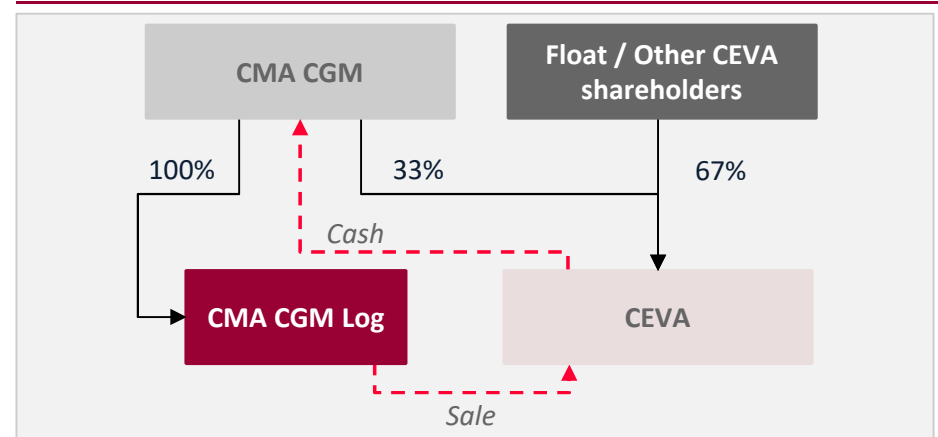 CMA CGM
Float / Other CEVA
shareholders
100%
33%
67%
Cash
CMA CGM Log
CEVA
Sale